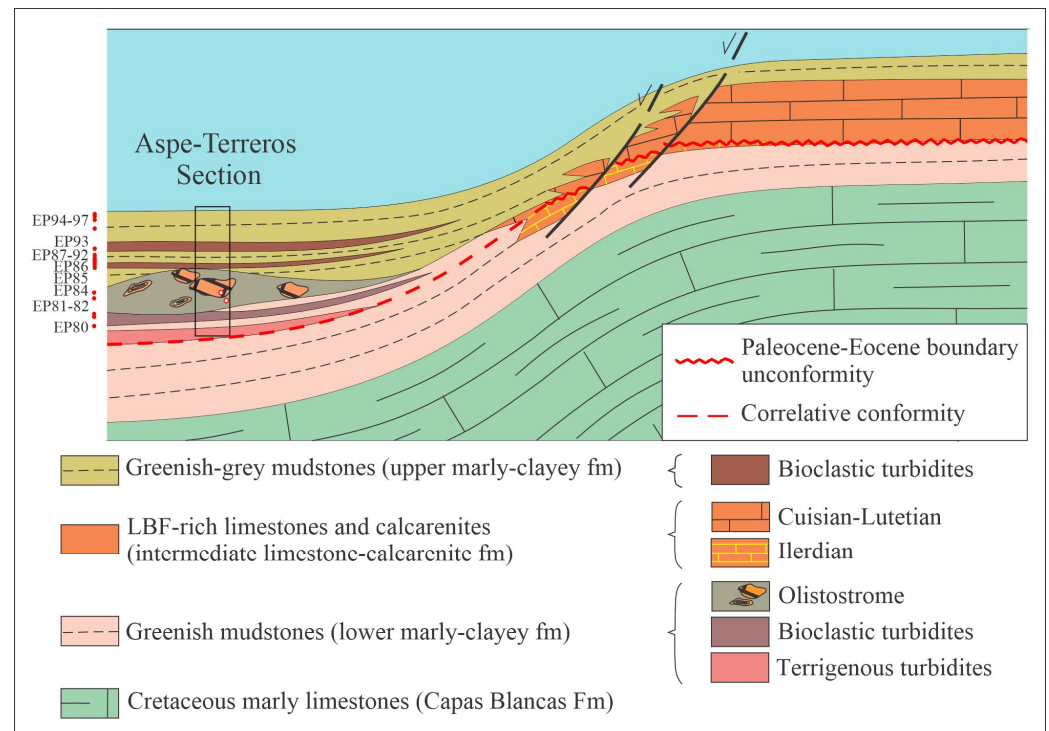 Aspe-Terreros
Section
EP94-97
EP93
EP87-92
EP86
EP85
EP84
EP81-82
EP80
Paleocene-Eocene boundary
unconformity
Correlative conformity
Greenish-grey mudstones (upper marly-clayey fm)
Bioclastic turbidites
LBF-rich limestones and calcarenites
(intermediate limestone-calcarenite fm)
Cuisian-Lutetian
Ilerdian
Greenish mudstones (lower marly-clayey fm)
Olistostrome
Bioclastic turbidites
Terrigenous turbidites
Cretaceous marly limestones (Capas Blancas Fm)